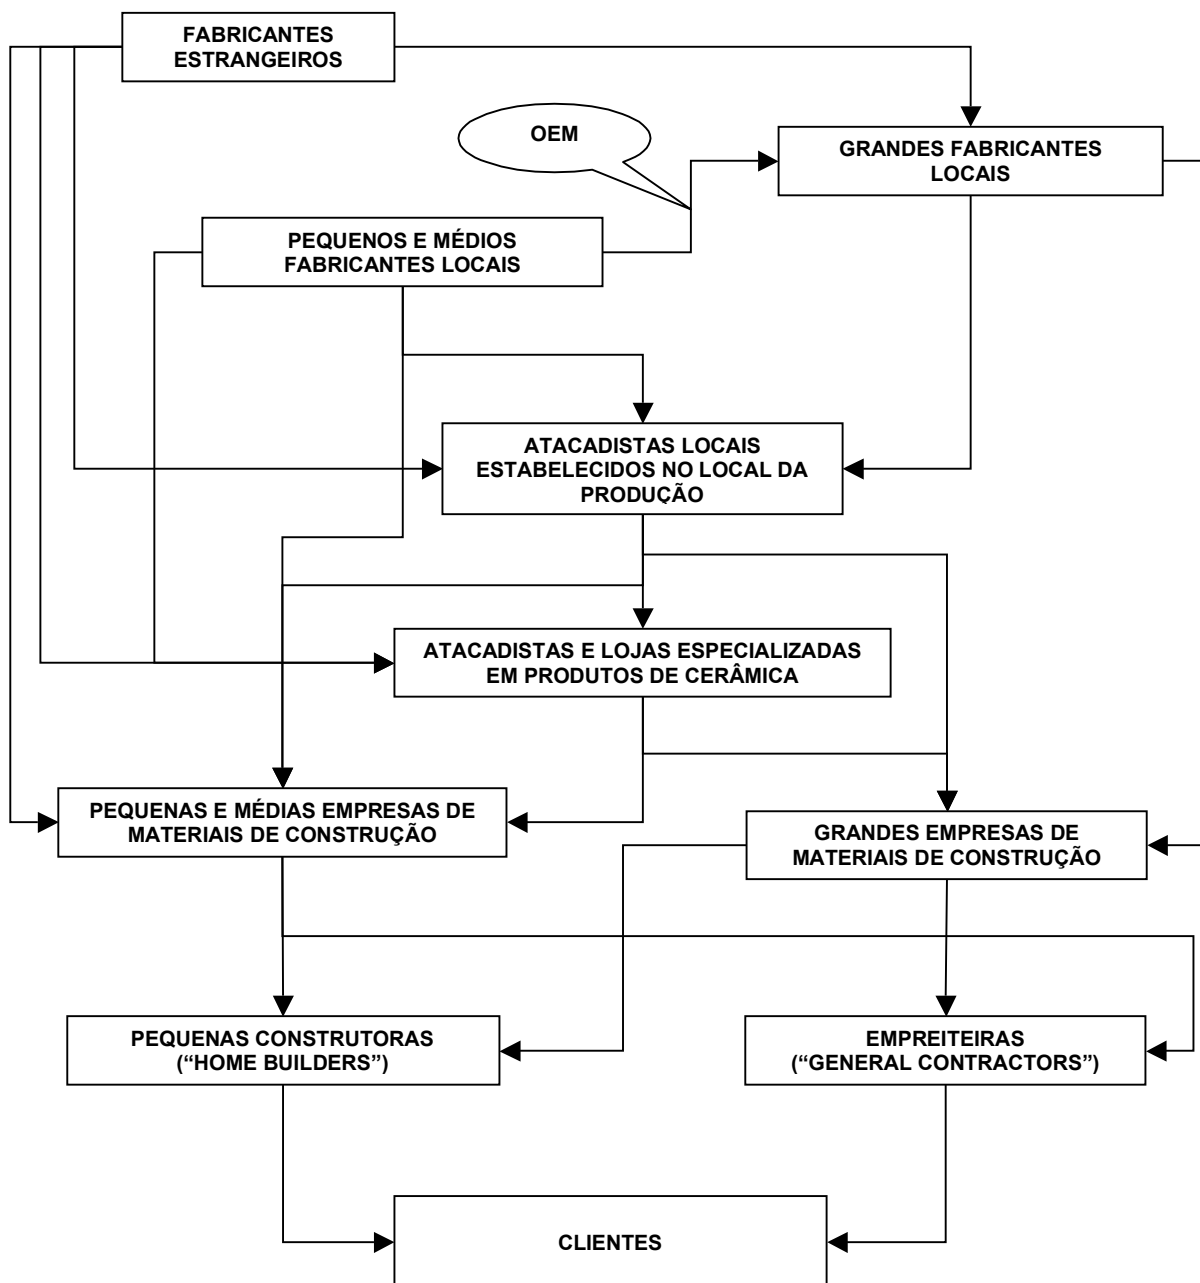 FABRICANTES
ESTRANGEIROS
OEM
GRANDES FABRICANTES
LOCAIS
PEQUENOS E MÉDIOS
FABRICANTES LOCAIS
ATACADISTAS LOCAIS
ESTABELECIDOS NO LOCAL DA
PRODUÇÃO
ATACADISTAS E LOJAS ESPECIALIZADAS
EM PRODUTOS DE CERÂMICA
PEQUENAS E MÉDIAS EMPRESAS DE
MATERIAIS DE CONSTRUÇÃO
GRANDES EMPRESAS DE
MATERIAIS DE CONSTRUÇÃO
PEQUENAS CONSTRUTORAS
(“HOME BUILDERS”)
EMPREITEIRAS
(“GENERAL CONTRACTORS”)
CLIENTES